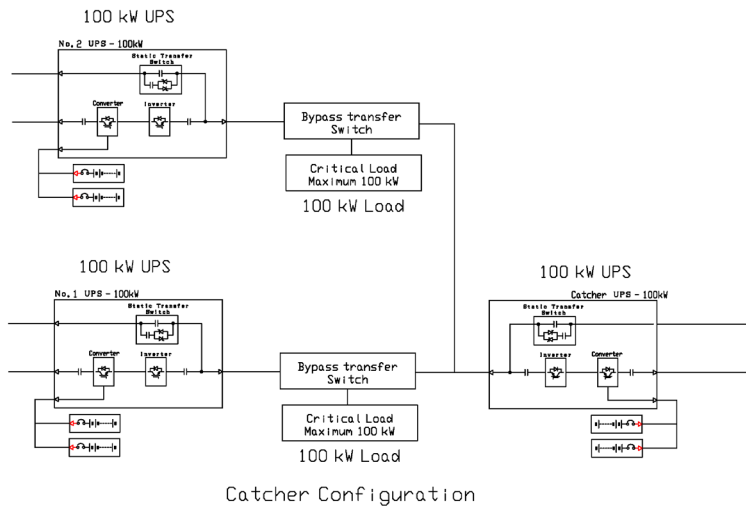 100 kW UPS
No. 2 UPS - 100kW
Static Transfer
Switch
Converter
Inverter
Bypass transfer
Switch
Critical Load
Maximum 100 kW
100 kW Load
100 kW UPS
No. 1 UPS - 100kW
Static Transfer
Switch
Converter
Inverter
Bypass transfer
Switch
Critical Load
Maximum 100 kW
100 kW Load
100 kW UPS
Catcher UPS - 100kW
Static Transfer
Switch
Inverter
Converter
Catcher Configuration